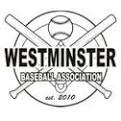 WESTMINSTER
BASEBALL ASSOCIATION
est. 2010